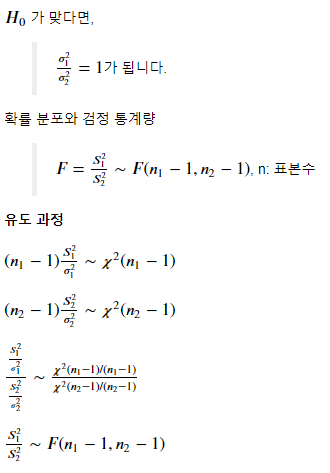 $H_0$ 가 맞다면,
$\frac{\sigma_1^2}{\sigma_2^2} = 1$가 됩니다.
확률 분포와 검정 통계량
$F = \frac{S_1^2}{S_2^2} \sim F(n_1 - 1, n_2 - 1)$, n: 표본수
유도 과정
$(n_1 - 1)\frac{S_1^2}{\sigma_1^2} \sim \chi^2(n_1 - 1)$
$(n_2 - 1)\frac{S_2^2}{\sigma_2^2} \sim \chi^2(n_2 - 1)$
$\frac{\frac{S_1^2}{\sigma_1^2}}{\frac{S_2^2}{\sigma_2^2}} \sim \frac{\chi^2(n_1-1)/(n_1-1)}{\chi^2(n_2-1)/(n_2-1)}$
$\frac{S_1^2}{S_2^2} \sim F(n_1 - 1, n_2 - 1)$